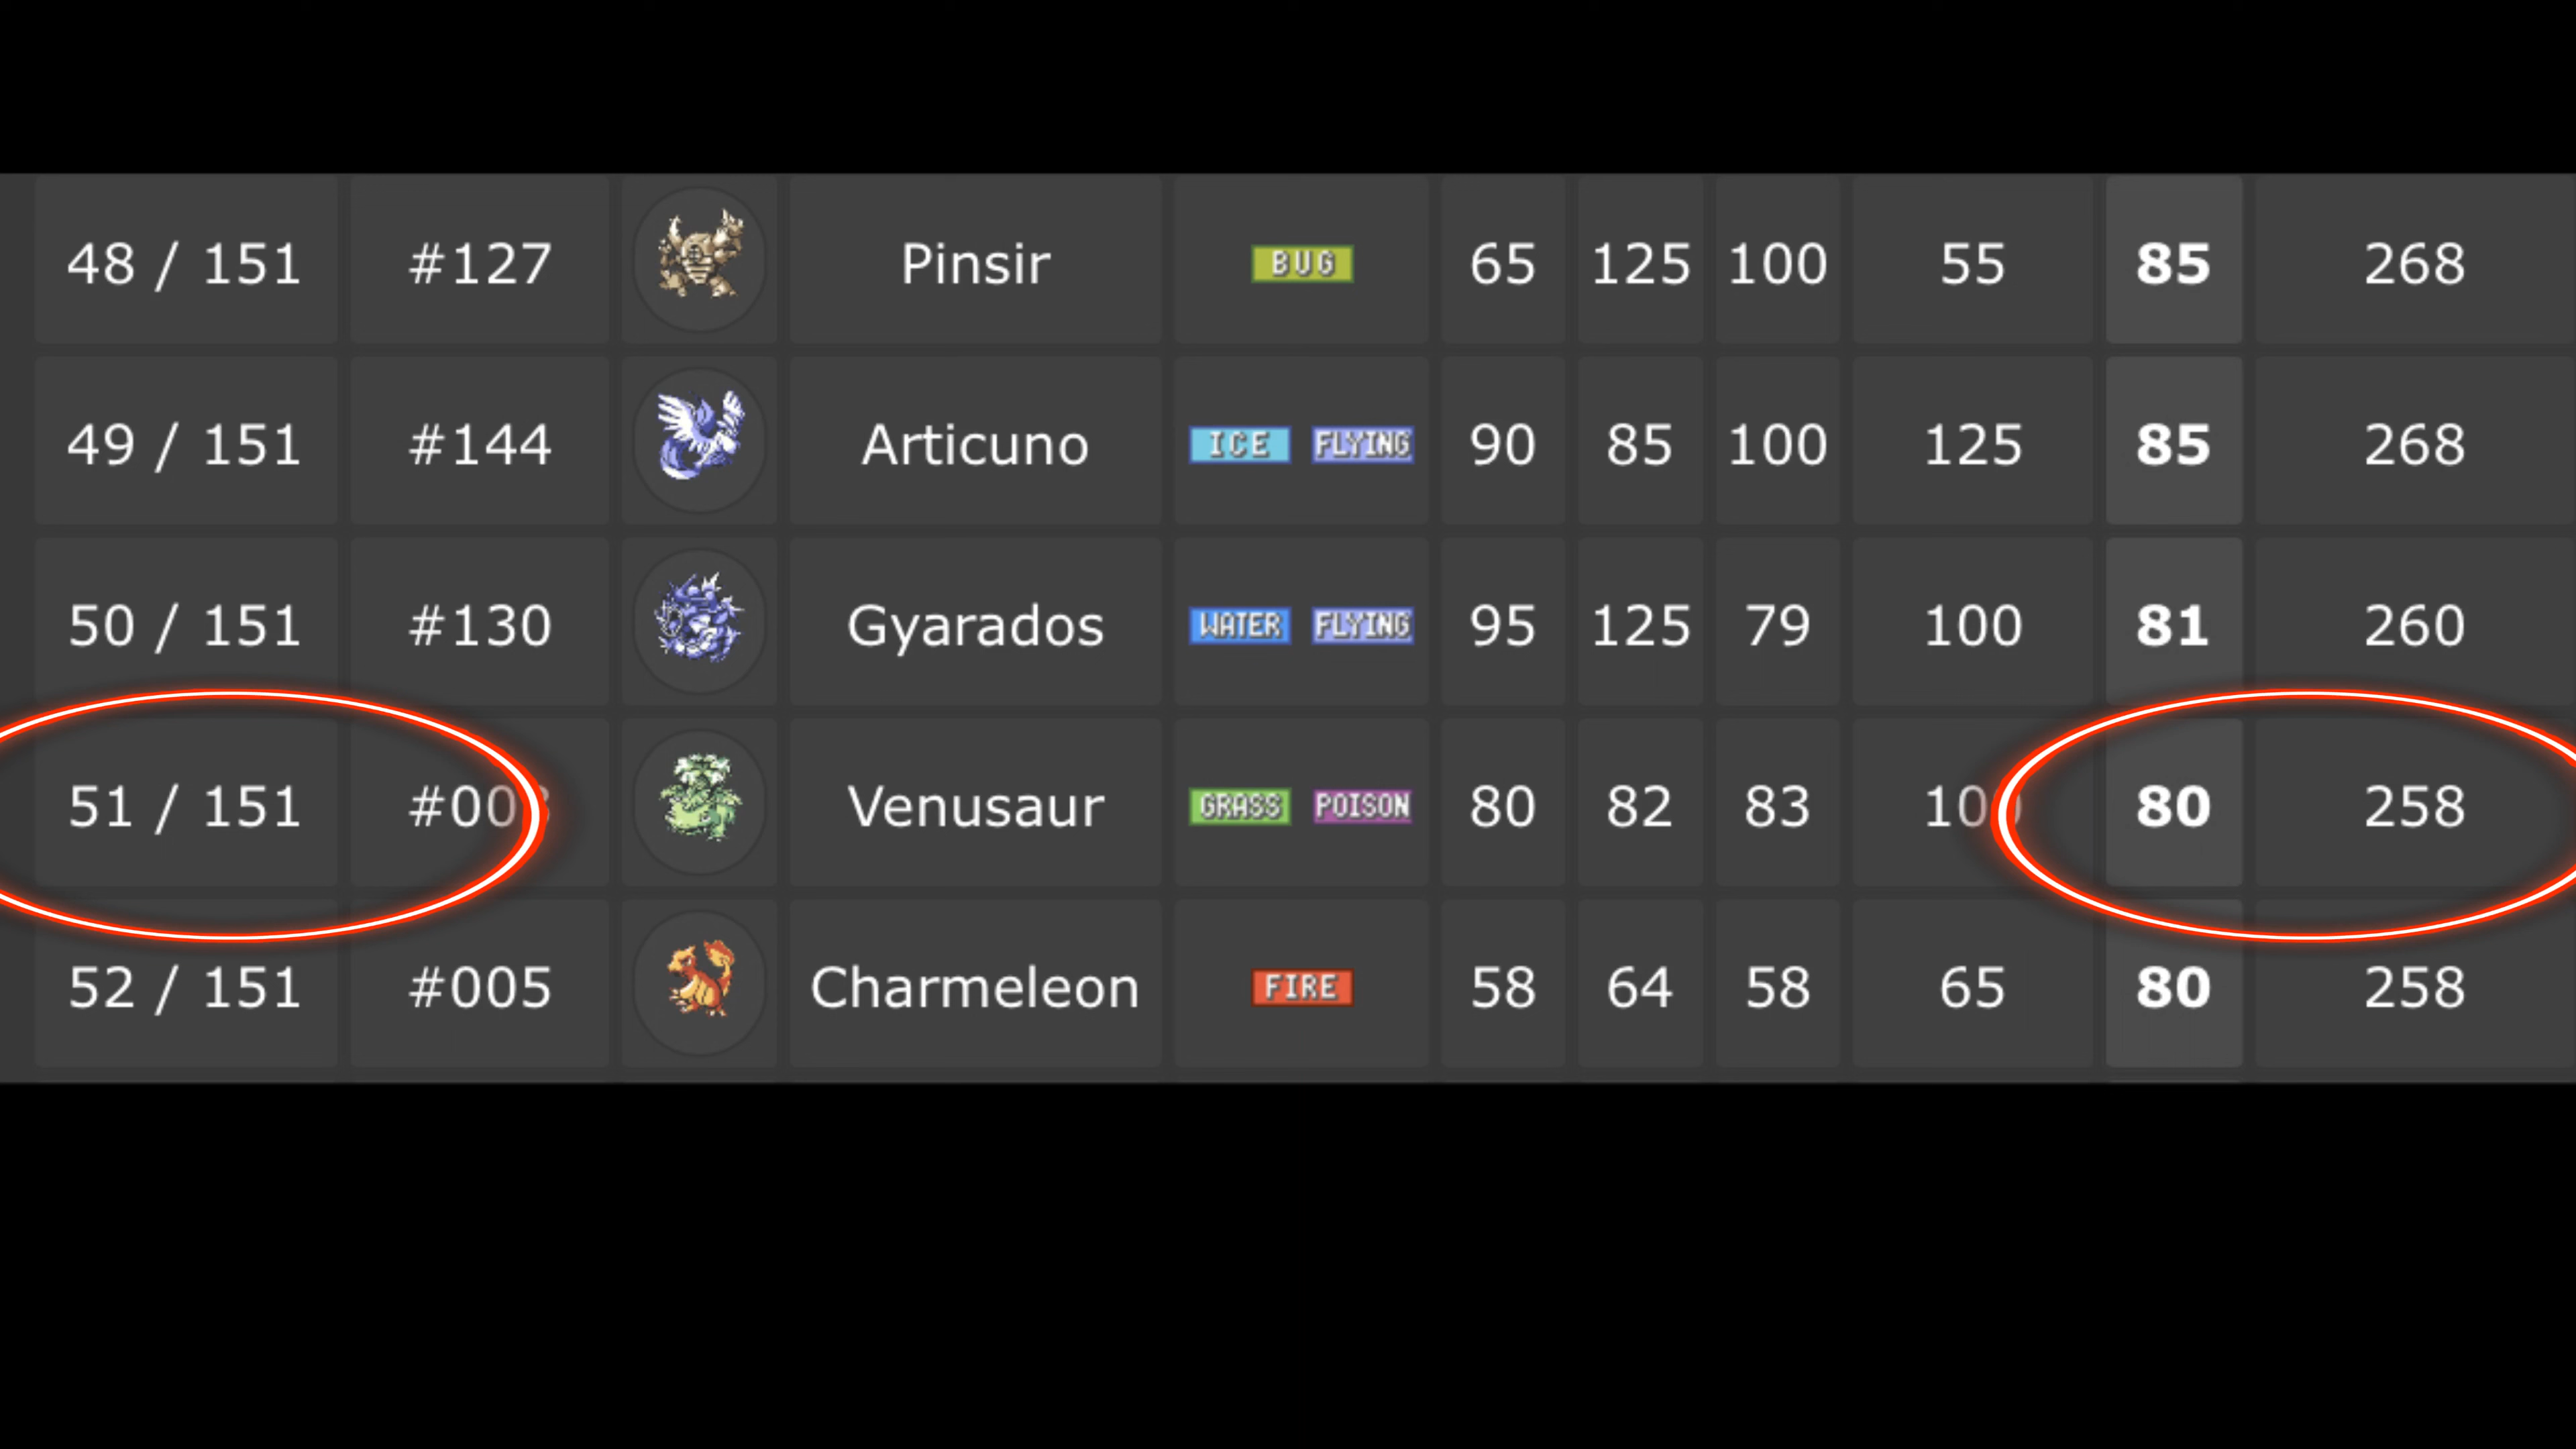 48 / 151 #127 Pinsir BUG 65 125 100 55 85 268
49 / 151 #144 Articuno ICE FLYING 90 85 100 125 85 268
50 / 151 #130 Gyarados WATER FLYING 95 125 79 100 81 260
51 / 151 #003 Venusaur GRASS POISON 80 82 83 100 80 258
52 / 151 #005 Charmeleon FIRE 58 64 58 65 80 258